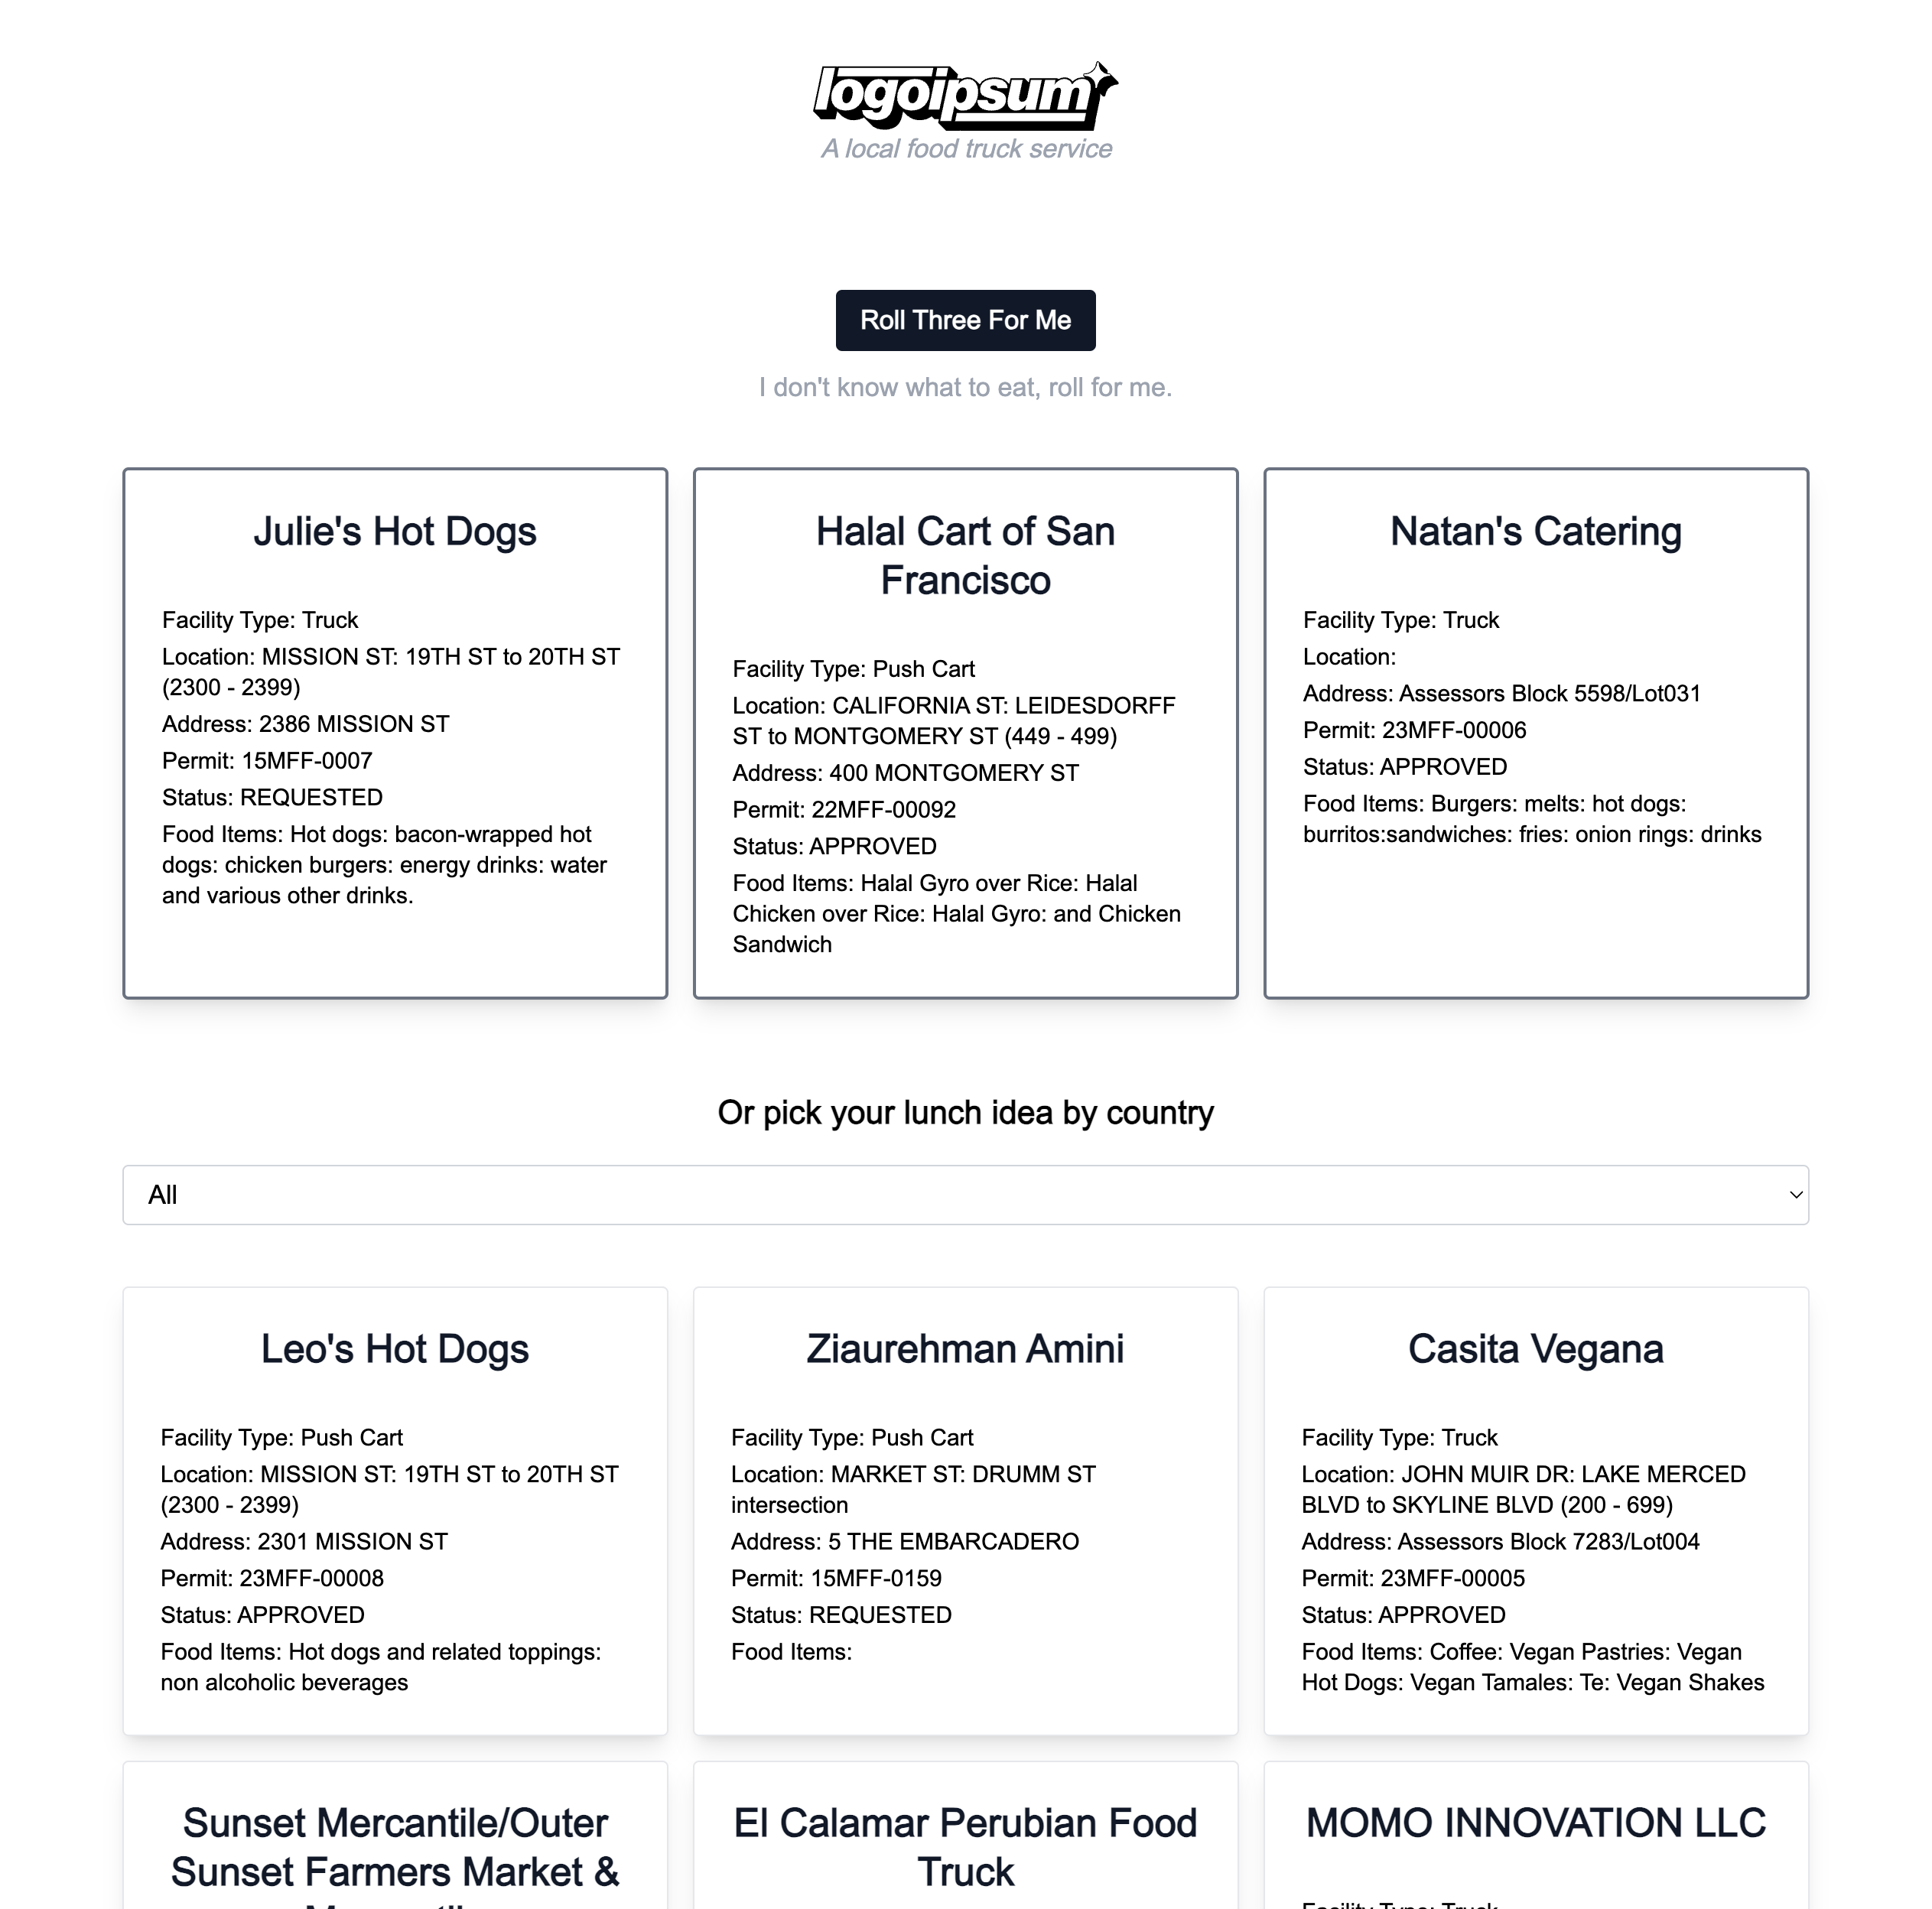 logoipsum
A local food truck service
Roll Three For Me
I don't know what to eat, roll for me.
Julie's Hot Dogs
Facility Type: Truck
Location: MISSION ST: 19TH ST to 20TH ST
(2300 - 2399)
Address: 2386 MISSION ST
Permit: 15MFF-0007
Status: REQUESTED
Food Items: Hot dogs: bacon-wrapped hot
dogs: chicken burgers: energy drinks: water
and various other drinks.
Halal Cart of San
Francisco
Facility Type: Push Cart
Location: CALIFORNIA ST: LEIDESDORFF
ST to MONTGOMERY ST (449 - 499)
Address: 400 MONTGOMERY ST
Permit: 22MFF-00092
Status: APPROVED
Food Items: Halal Gyro over Rice: Halal
Chicken over Rice: Halal Gyro: and Chicken
Sandwich
Natan's Catering
Facility Type: Truck
Location:
Address: Assessors Block 5598/Lot031
Permit: 23MFF-00006
Status: APPROVED
Food Items: Burgers: melts: hot dogs:
burritos:sandwiches: fries: onion rings: drinks
Or pick your lunch idea by country
All
Leo's Hot Dogs
Facility Type: Push Cart
Location: MISSION ST: 19TH ST to 20TH ST
(2300 - 2399)
Address: 2301 MISSION ST
Permit: 23MFF-00008
Status: APPROVED
Food Items: Hot dogs and related toppings:
non alcoholic beverages
Ziaurehman Amini
Facility Type: Push Cart
Location: MARKET ST: DRUMM ST
intersection
Address: 5 THE EMBARCADERO
Permit: 15MFF-0159
Status: REQUESTED
Food Items:
Casita Vegana
Facility Type: Truck
Location: JOHN MUIR DR: LAKE MERCED
BLVD to SKYLINE BLVD (200 - 699)
Address: Assessors Block 7283/Lot004
Permit: 23MFF-00005
Status: APPROVED
Food Items: Coffee: Vegan Pastries: Vegan
Hot Dogs: Vegan Tamales: Te: Vegan Shakes
Sunset Mercantile/Outer
Sunset Farmers Market &
El Calamar Perubian Food
Truck
MOMO INNOVATION LLC